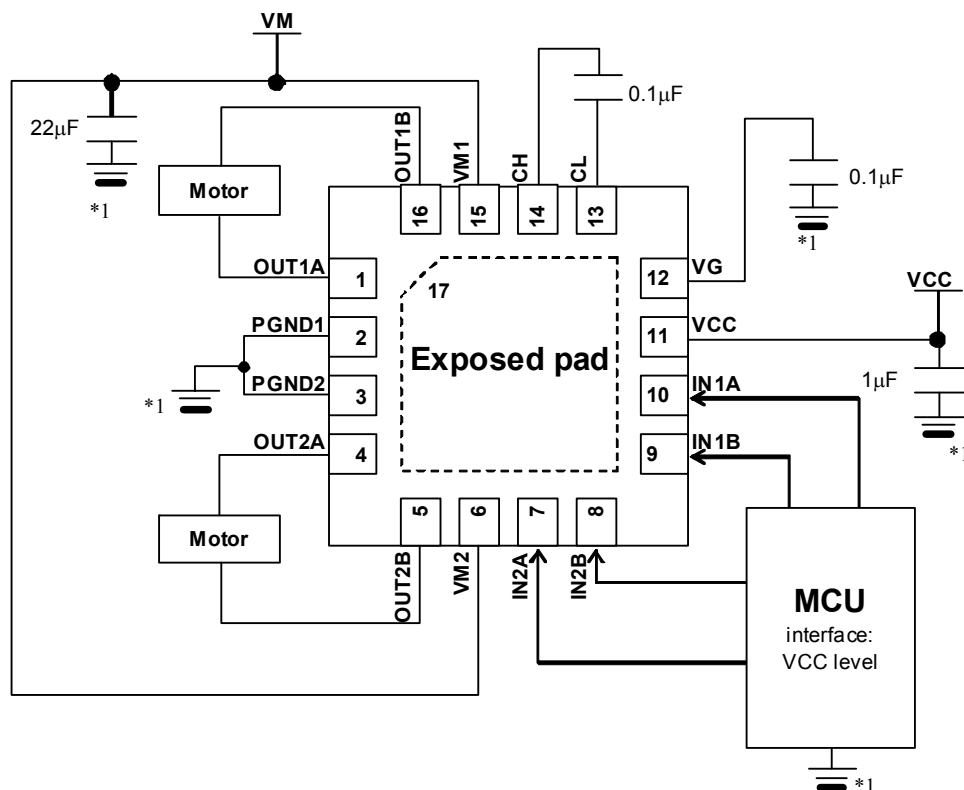 VM
22μF
*1
Motor
OUT1B
VM1
CH
CL
0.1μF
0.1μF
*1
16
15
14
13
OUT1A
1
PGND1
2
PGND2
3
*1
OUT2A
4
17
Exposed pad
12
VG
11
VCC
VCC
1μF
*1
10
IN1A
9
IN1B
Motor
5
6
7
8
OUT2B
VM2
IN2A
IN2B
MCU
interface:
VCC level
*1